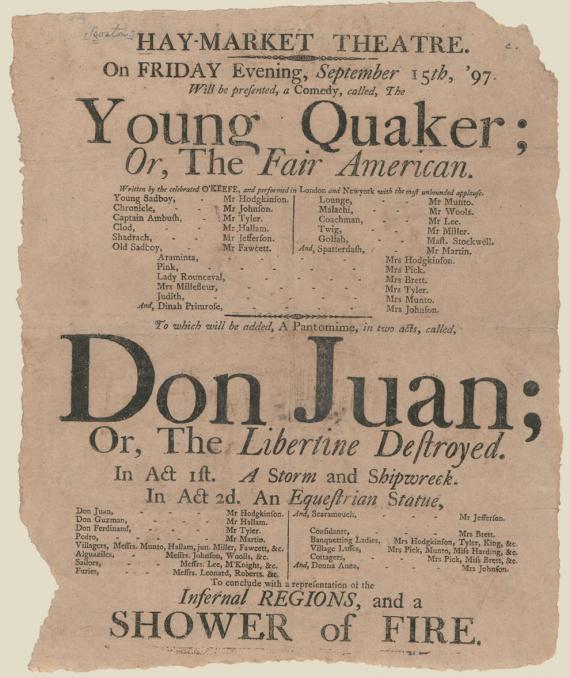 Boston
HAY-MARKET THEATRE.
On FRIDAY Evening, September 15th, '97.
Will be preſented, a Comedy, called, The
Young Quaker;
Or, The Fair American.
Written by the celebrated O'KEEFE, and performed in London and Newyork with the moſt unbounded applauſe.
Young Sadboy, - - Mr Hodgkinſon.
Chronicle, - - Mr Johnſon.
Captain Ambuſh, - - Mr Tyler.
Clod, - - Mr Hallam.
Shadrach, - - Mr Jefferſon.
Old Sadboy, - - Mr Fawcett.
Lounge, - - Mr Munto.
Malachi, - - Mr Wools.
Coachman, - - Mr Lee.
Twig, - - Mr Miller.
Goliah, - - Maſt. Stockwell.
And, Spatterdaſh, - - Mr Martin.
Araminta, - - - - Mrs Hodgkinſon.
Pink, - - - - Mrs Pick.
Lady Rounceval, - - - - Mrs Brett.
Mrs Milleſleur, - - - - Mrs Tyler.
Judith, - - - - Mrs Munto.
And, Dinah Primroſe, - - - - Mrs Johnſon.
To which will be added, A Pantomime, in two acts, called,
Don Juan;
Or, The Libertine Deſtroyed.
In Act 1ſt. A Storm and Shipwreck.
In Act 2d. An Equeſtrian Statue,
Don Juan, - - - Mr Hodgkinſon.
Don Guzman, - - - Mr Hallam.
Don Ferdinand, - - - Mr Tyler.
Pedro, - - - Mr Martin.
Villagers, Meſſrs. Munto, Hallam, jun. Miller, Fawcett, &c.
Alguaziles, Meſſrs. Johnſon, Woolls, &c.
Sailors, Meſſrs. Lee, M'Knight, &c.
Furies, Meſſrs. Leonard, Roberts. &c.
And, Scaramouch, - - - Mr Jefferſon.
Confidante, - - - Mrs Brett.
Banquetting Ladies, Mrs Hodgkinſon, Tyler, King, &c.
Village Laſſes, Mrs Pick, Munto, Miſs Harding, &c.
Cottagers, - - Mrs Pick, Miſs Brett, &c.
And, Donna Anna, - - - Mrs Johnſon.
To conclude with a repreſentation of the
Infernal REGIONS, and a
SHOWER of FIRE.